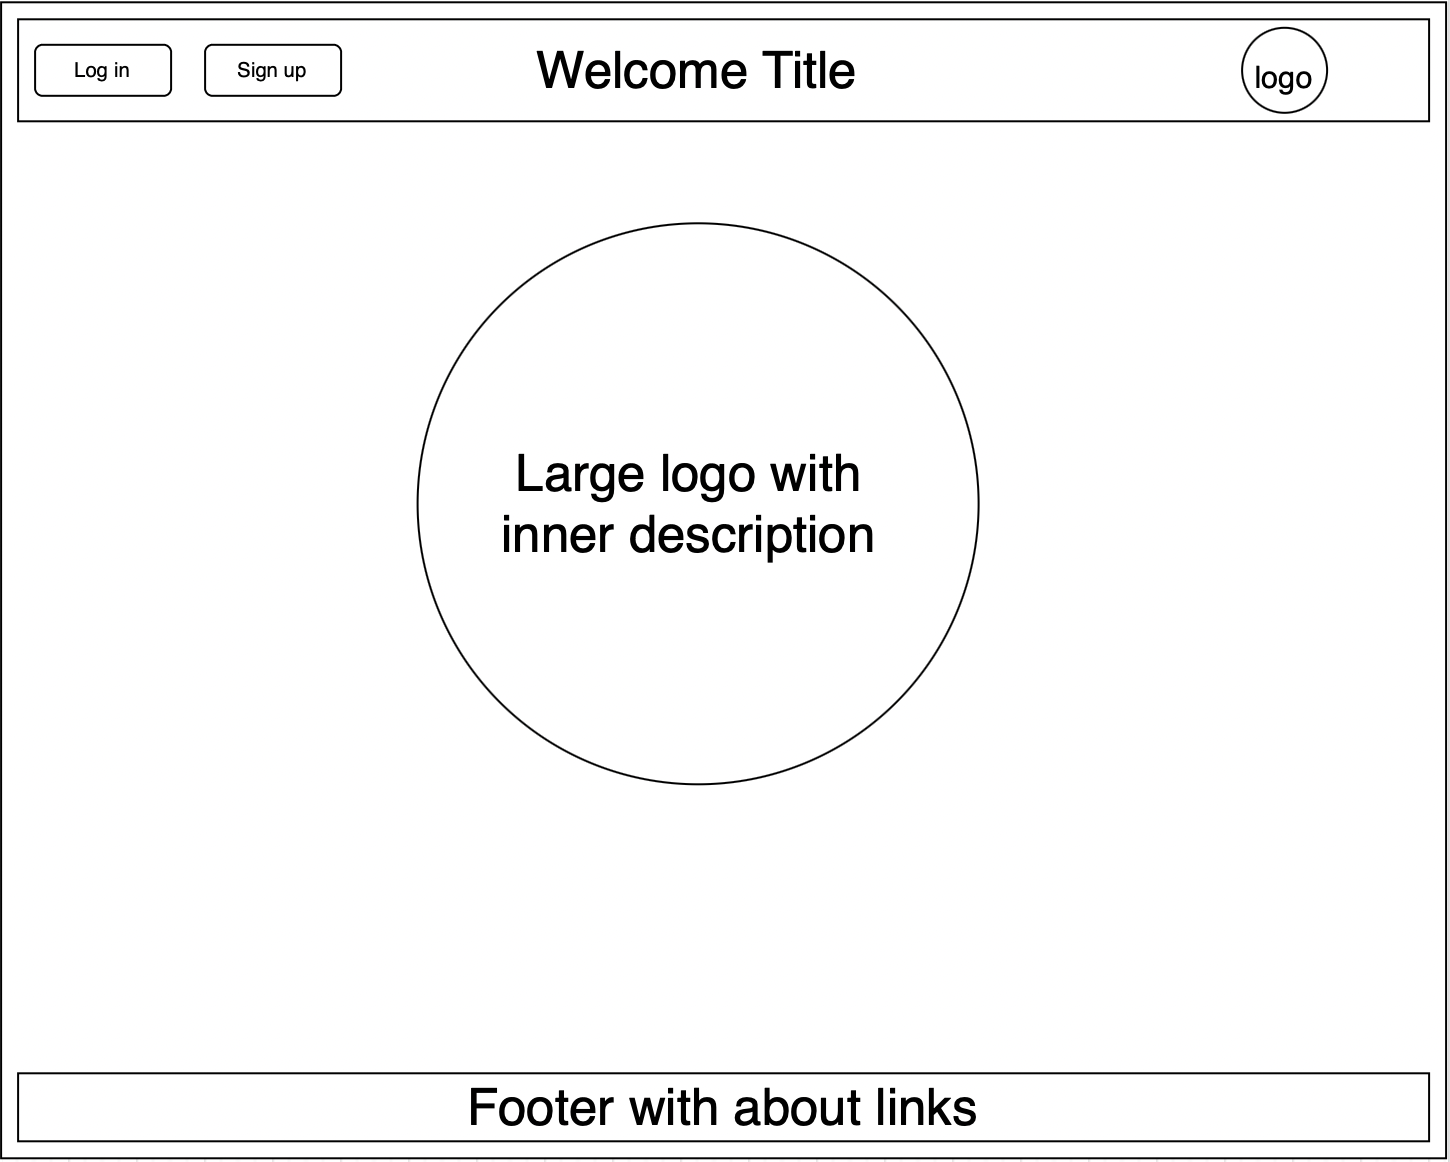 Log in
Sign up
Welcome Title
logo
Large logo with
inner description
Footer with about links